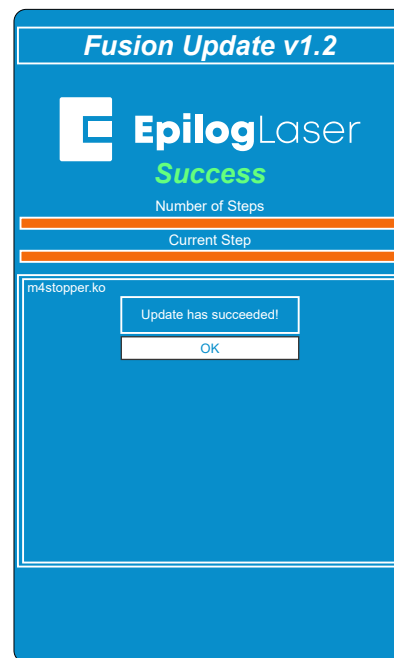 Fusion Update v1.2
EpilogLaser
Success
Number of Steps
Current Step
m4stopper.ko
Update has succeeded!
OK